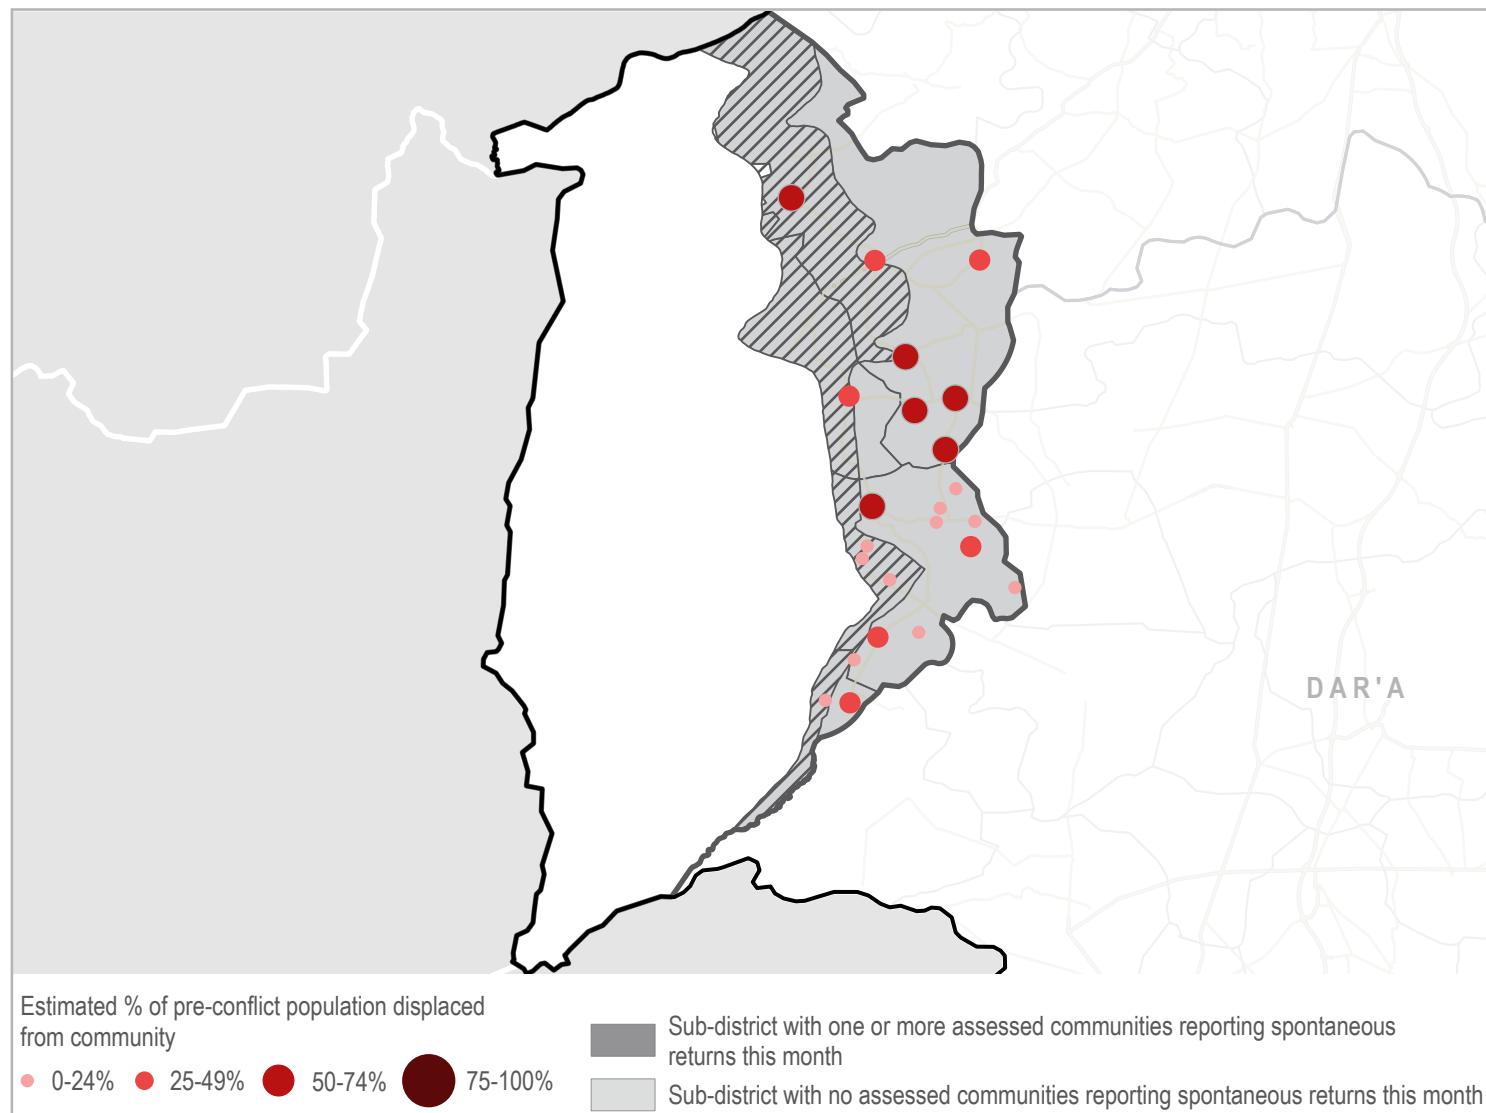 DAR'A
Estimated % of pre-conflict population displaced
from community
0-24%
25-49%
50-74%
75-100%
Sub-district with one or more assessed communities reporting spontaneous
returns this month
Sub-district with no assessed communities reporting spontaneous returns this month